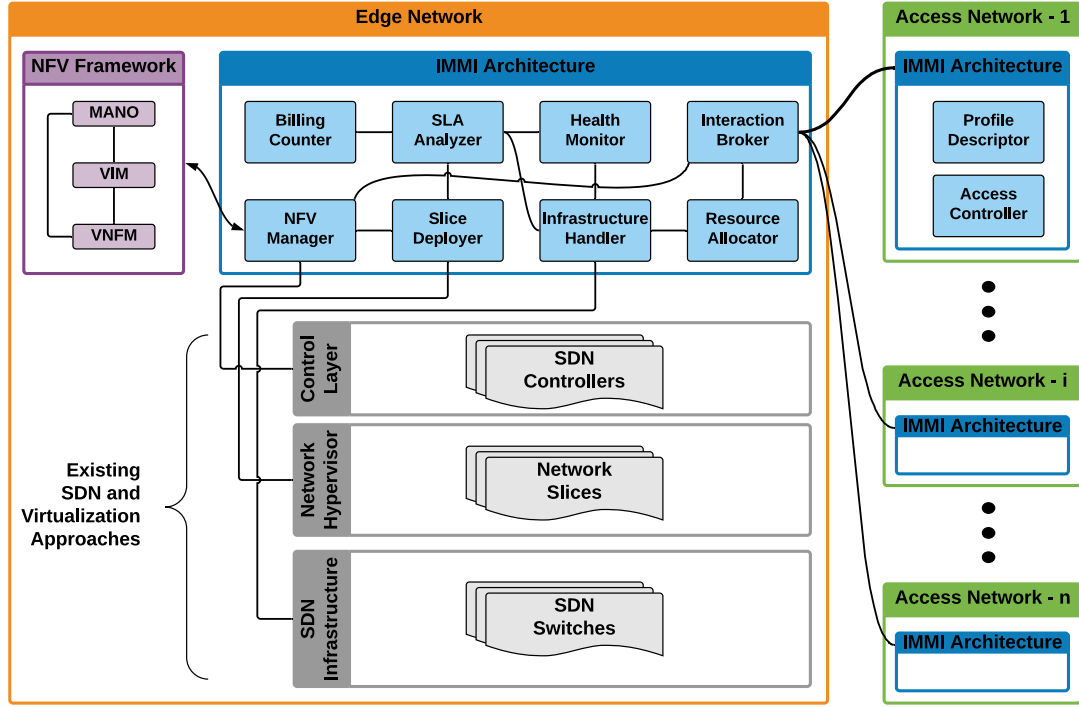 Edge Network
NFV Framework
MANO
VIM
VNFM
IMMI Architecture
Billing
Counter
SLA
Analyzer
Health
Monitor
Interaction
Broker
NFV
Manager
Slice
Deployer
Infrastructure
Handler
Resource
Allocator
Existing
SDN and
Virtualization
Approaches
Control
Layer
SDN
Controllers
Network
Hypervisor
Network
Slices
SDN
Infrastructure
SDN
Switches
Access Network - 1
IMMI Architecture
Profile
Descriptor
Access
Controller
Access Network - i
IMMI Architecture
Access Network - n
IMMI Architecture